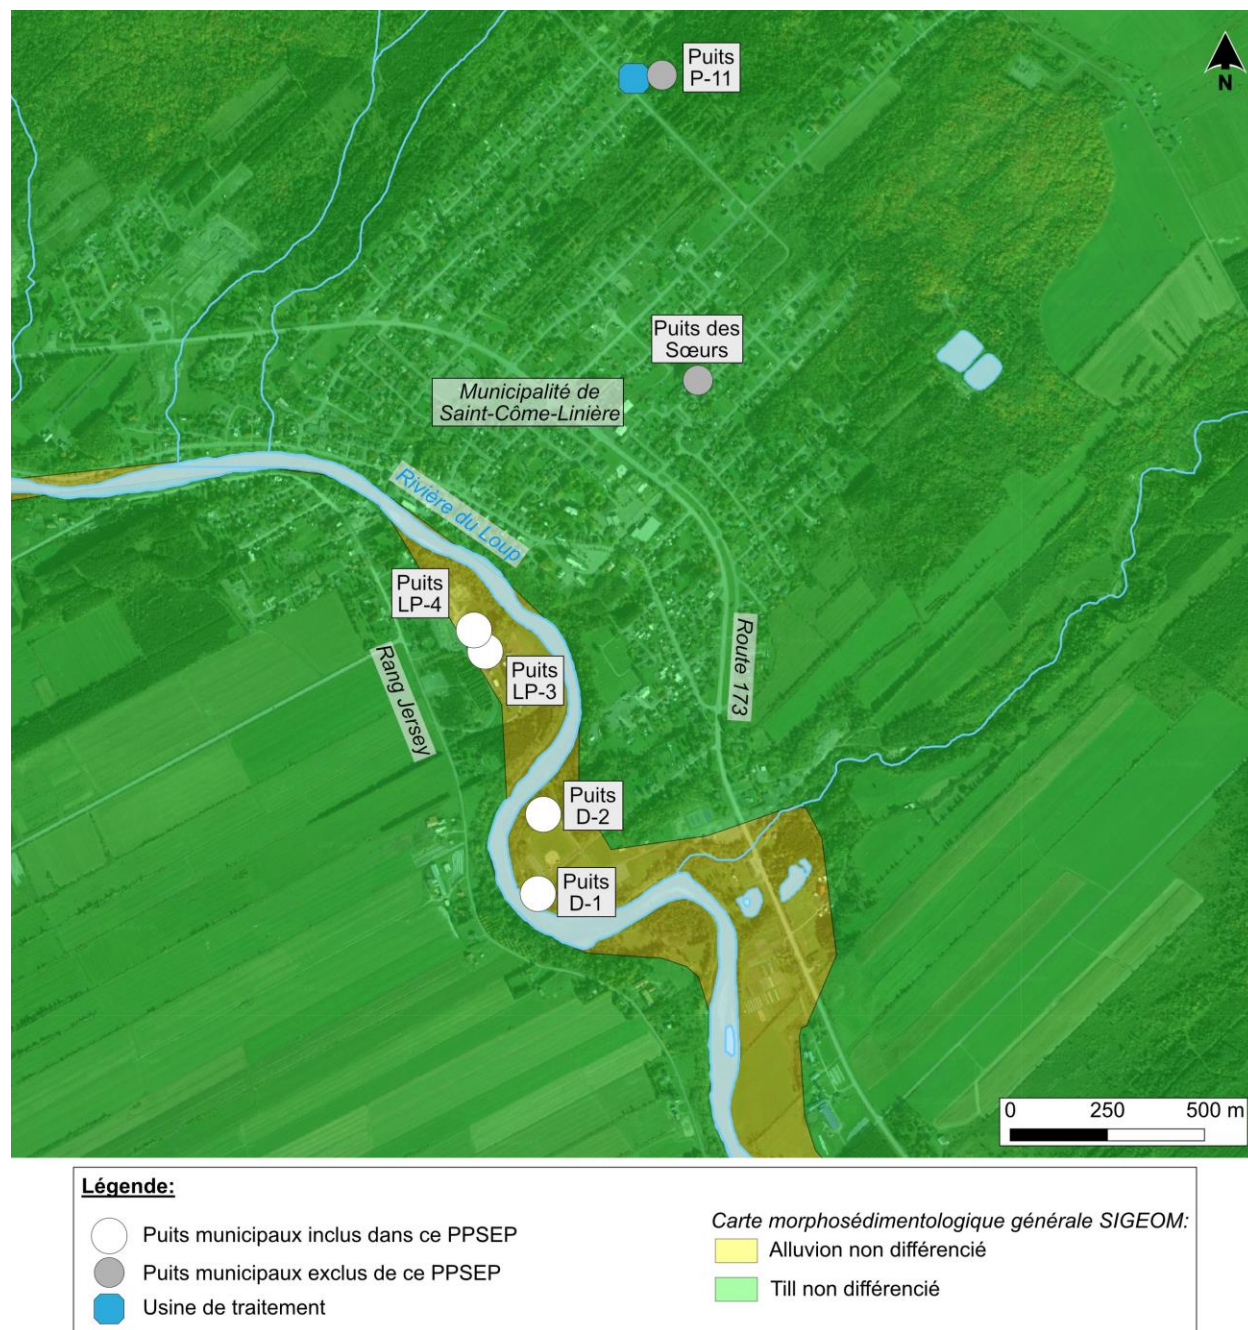 Puits
P-11
N
Puits des
Sœurs
Municipalité de
Saint-Côme-Linière
Rivière du Loup
Puits
LP-4
Puits
LP-3
Rang Jersey
Route 173
Puits
D-2
Puits
D-1
0 250 500 m
Légende:
Puits municipaux inclus dans ce PPSEP
Puits municipaux exclus de ce PPSEP
Usine de traitement
Carte morphosédimentologique générale SIGEOM:
Alluvion non différencié
Till non différencié